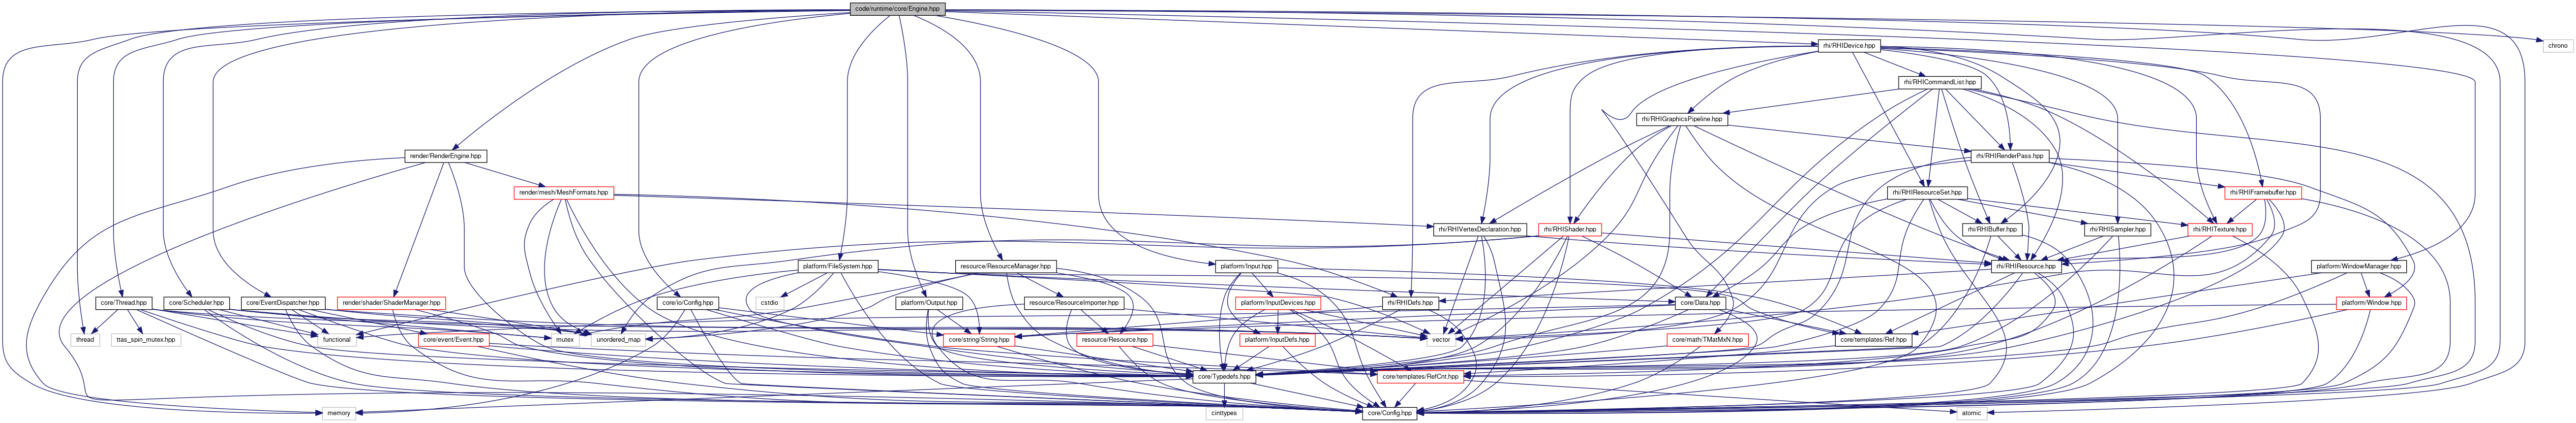 code/runtime/core/Engine.hpp
rhi/RHIDevice.hpp
chrono
rhi/RHICommandList.hpp
rhi/RHIGraphicsPipeline.hpp
render/RenderEngine.hpp
rhi/RHIRenderPass.hpp
render/mesh/MeshFormats.hpp
rhi/RHIResourceSet.hpp
rhi/RHIFramebuffer.hpp
rhi/RHIVertexDeclaration.hpp
rhi/RHIShader.hpp
rhi/RHIBuffer.hpp
rhi/RHISampler.hpp
rhi/RHITexture.hpp
platform/FileSystem.hpp
resource/ResourceManager.hpp
platform/Input.hpp
rhi/RHIResource.hpp
platform/WindowManager.hpp
core/Thread.hpp
core/Scheduler.hpp
core/EventDispatcher.hpp
render/shader/ShaderManager.hpp
core/io/Config.hpp
cstdio
platform/Output.hpp
resource/ResourceImporter.hpp
platform/InputDevices.hpp
rhi/RHIDefs.hpp
core/Data.hpp
platform/Window.hpp
thread
ttas_spin_mutex.hpp
functional
core/event/Event.hpp
mutex
unordered_map
core/string/String.hpp
resource/Resource.hpp
platform/InputDefs.hpp
vector
core/math/TMatMxN.hpp
core/templates/Ref.hpp
core/Typedefs.hpp
core/templates/RefCnt.hpp
memory
cinttypes
core/Config.hpp
atomic